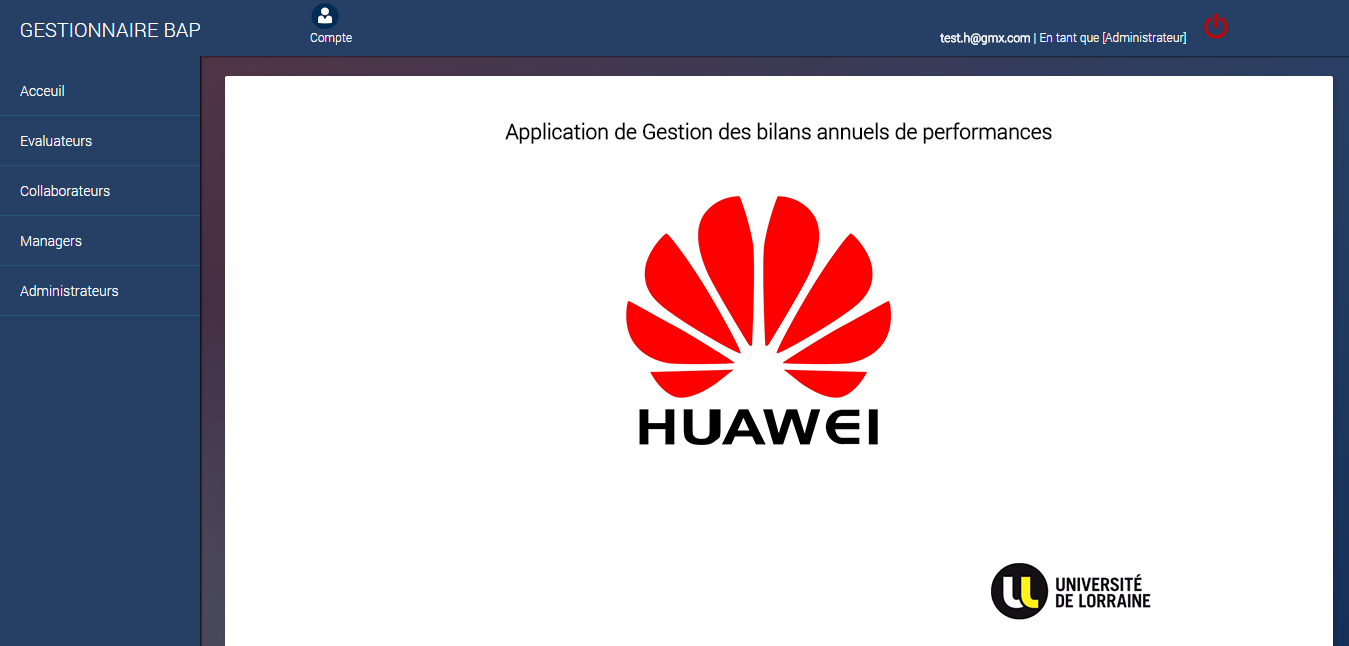 GESTIONNAIRE BAP
Compte
test.h@gmx.com | En tant que [Administrateur]
Acceuil
Evaluateurs
Collaborateurs
Managers
Administrateurs
Application de Gestion des bilans annuels de performances
HUAWEI
UL
UNIVERSITÉ
DE LORRAINE